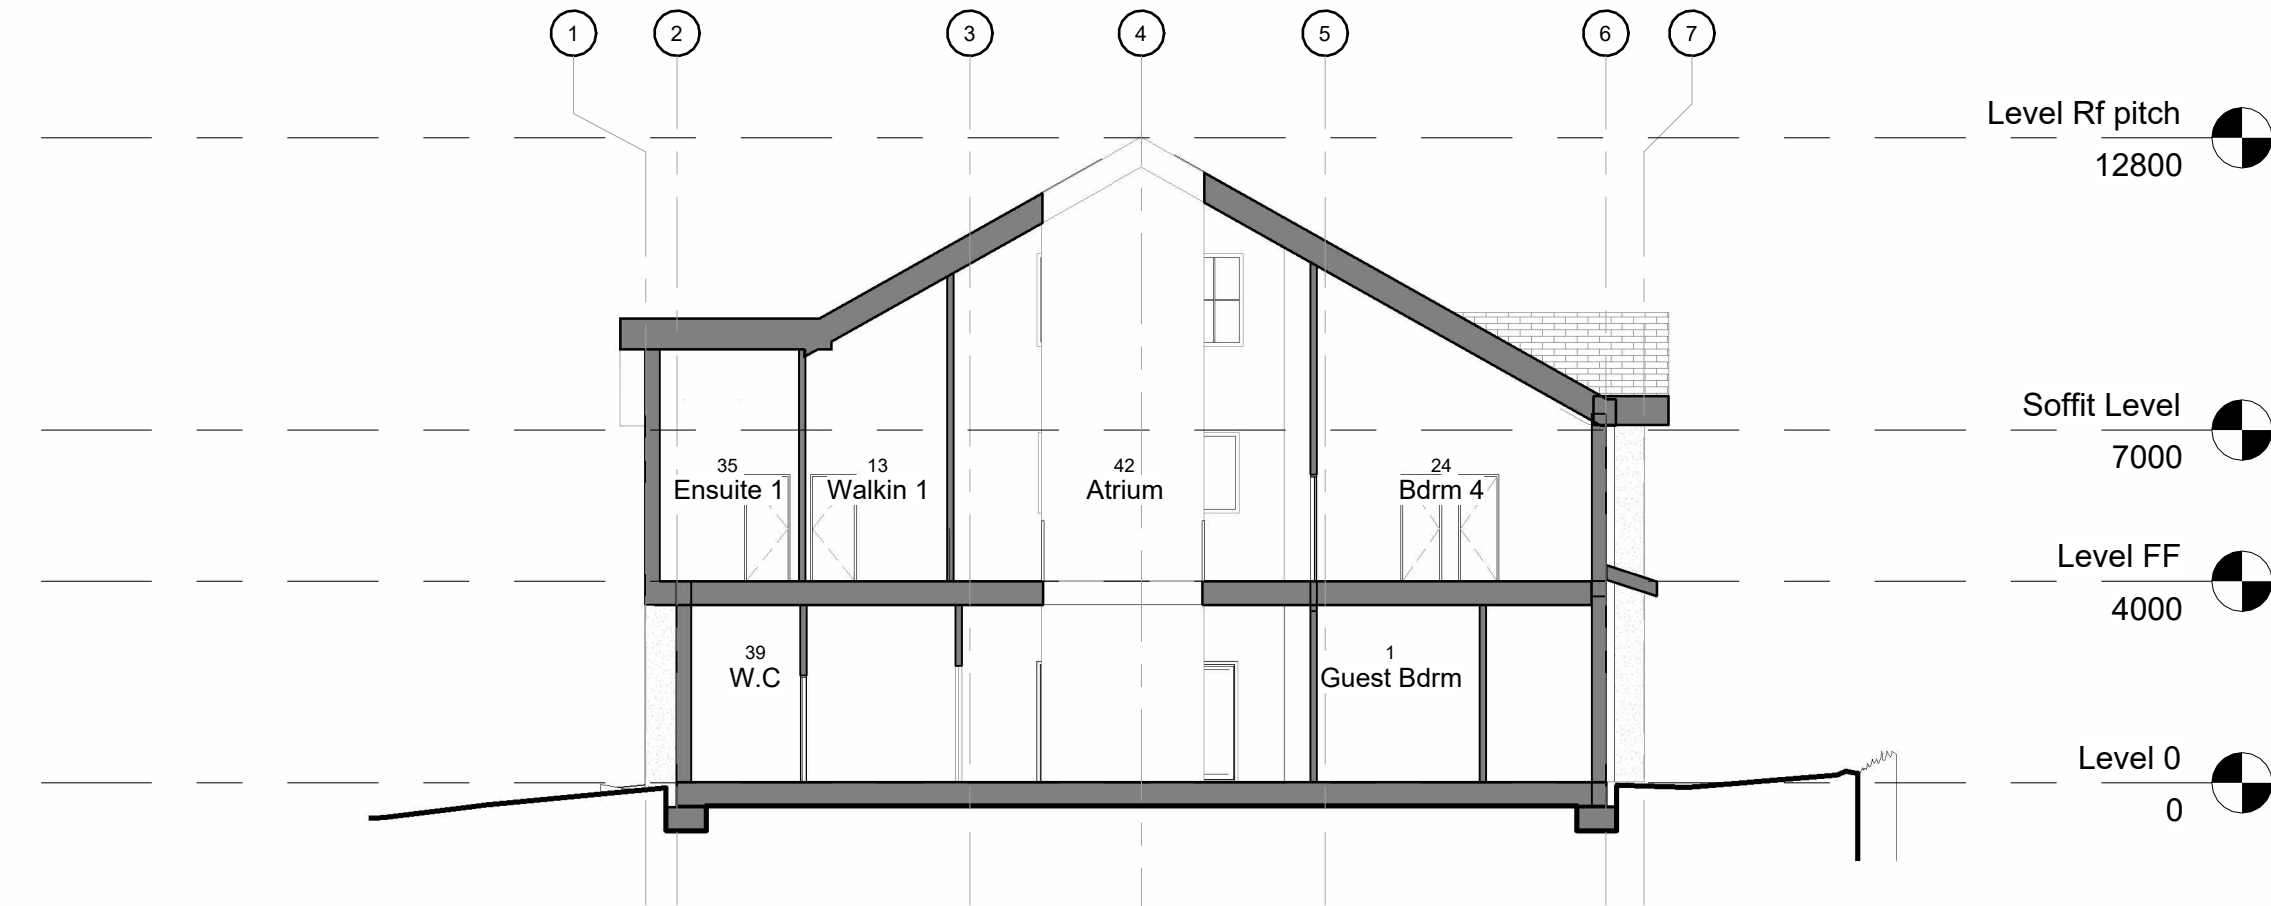 1 2 3 4 5 6 7
Level Rf pitch
12800
Soffit Level
7000
35 13 42 24
Ensuite 1 Walkin 1 Atrium Bdrm 4
Level FF
4000
39 1
W.C Guest Bdrm
Level 0
0